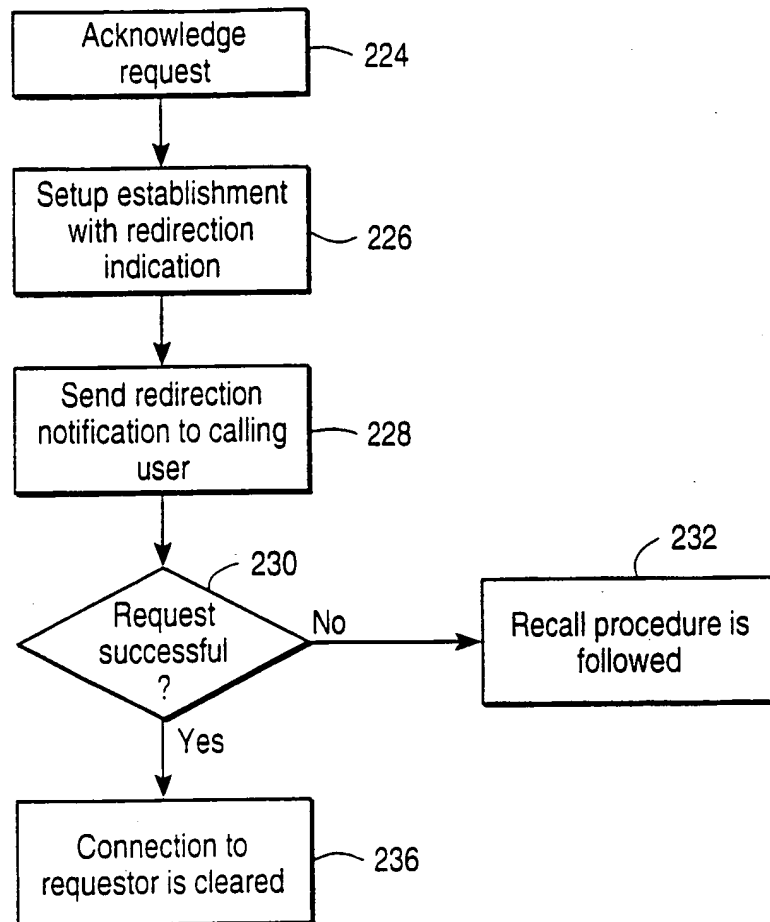 Acknowledge
request
224
Setup establishment
with redirection
indication
226
Send redirection
notification to calling
user
228
230
Request
successful
?
No
232
Recall procedure is
followed
Yes
Connection to
requestor is cleared
236